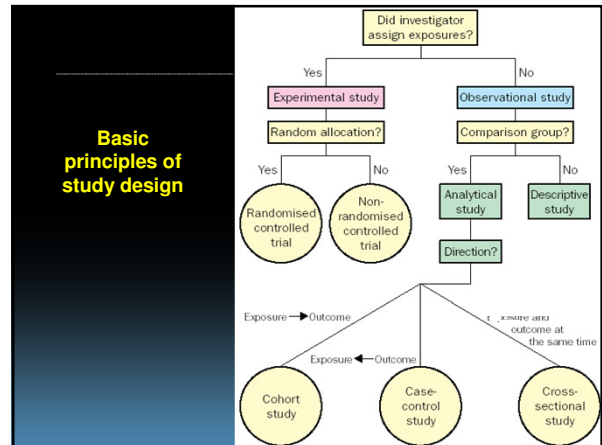 Basic
principles of
study design
Did investigator
assign exposures?
Yes
No
Experimental study
Observational study
Random allocation?
Comparison group?
Yes
No
Yes
No
Randomised
controlled
trial
Non-
randomised
controlled
trial
Analytical
study
Descriptive
study
Direction?
Exposure → Outcome
and
outcome at
the same time
Exposure ← Outcome
Cohort
study
Case-
control study
Cross-
sectional study